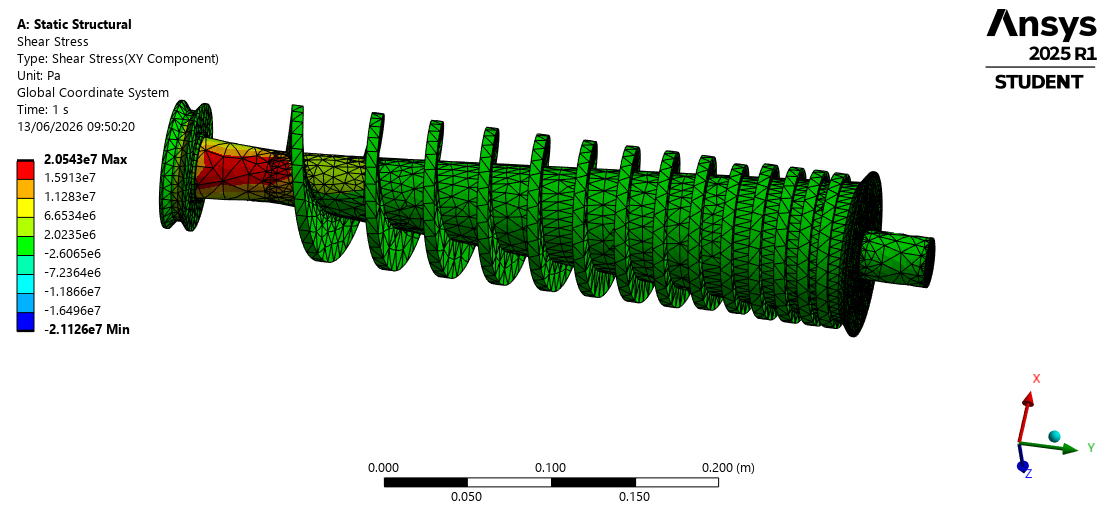 A: Static Structural
Shear Stress
Type: Shear Stress(XY Component)
Unit: Pa
Global Coordinate System
Time: 1 s
13/06/2026 09:50:20
2.0543e7 Max
1.5913e7
1.1283e7
6.6534e6
2.0235e6
-2.6065e6
-7.2364e6
-1.1866e7
-1.6496e7
-2.1126e7 Min
Ansys
2025 R1
STUDENT
X
Y
Z
0.000 0.100 0.200 (m)
0.050 0.150